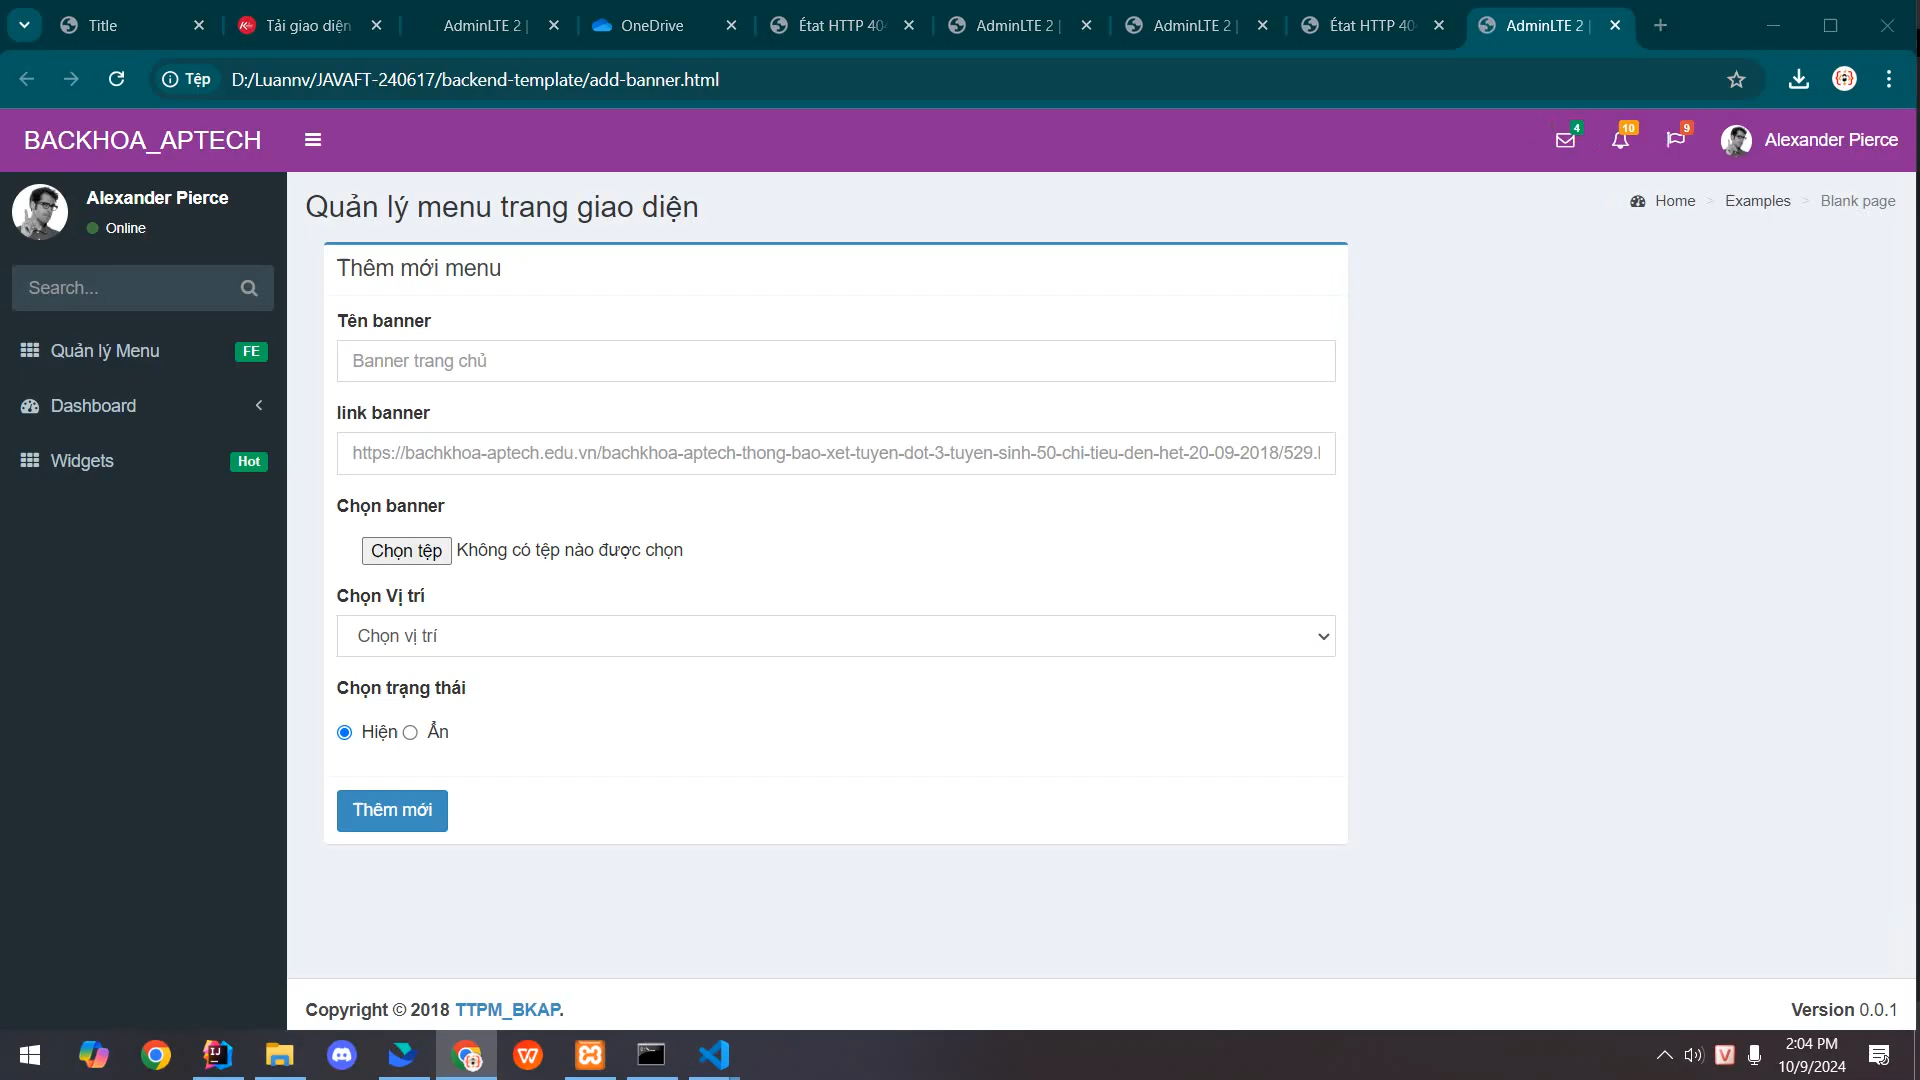 Title
Tải giao diện
AdminLTE 2 |
OneDrive
État HTTP 40
AdminLTE 2 |
AdminLTE 2 |
État HTTP 40
AdminLTE 2 |
Tệp
D:/Luannv/JAVAFT-240617/backend-template/add-banner.html
BACKHOA_APTECH
4
10
9
Alexander Pierce
Alexander Pierce
Online
Search...
Quản lý Menu
FE
Dashboard
Widgets
Hot
Quản lý menu trang giao diện
Home > Examples > Blank page
Thêm mới menu
Tên banner
Banner trang chủ
link banner
https://bachkhoa-aptech.edu.vn/bachkhoa-aptech-thong-bao-xet-tuyen-dot-3-tuyen-sinh-50-chi-tieu-den-het-20-09-2018/529.
Chọn banner
Chọn tệp Không có tệp nào được chọn
Chọn Vị trí
Chọn vị trí
Chọn trạng thái
Hiện Ẩn
Thêm mới
Copyright © 2018 TTPM_BKAP.
Version 0.0.1
2:04 PM
10/9/2024